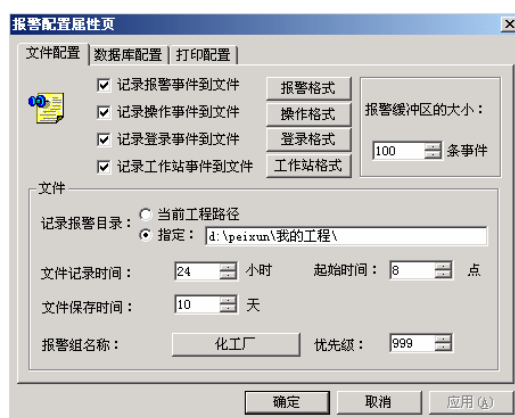 报警配置属性页
文件配置 数据库配置 打印配置
记录报警事件到文件 报警格式
记录操作事件到文件 操作格式
记录登录事件到文件 登录格式
记录工作站事件到文件 工作站格式
报警缓冲区的大小：
100 条事件
文件
记录报警目录： 当前工程路径
指定： d:\peixun\我的工程\
文件记录时间： 24 小时 起始时间： 8 点
文件保存时间： 10 天
报警组名称： 化工厂 优先级： 999
确定 取消 应用(A)